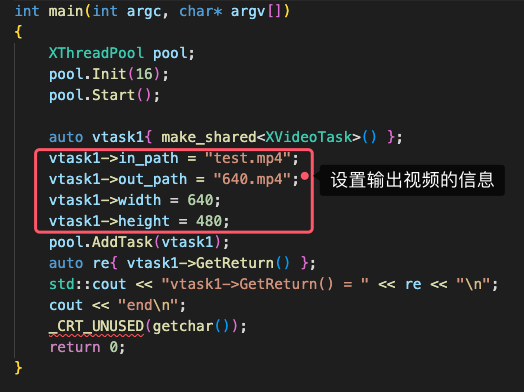 int main(int argc, char* argv[])
{
    XThreadPool pool;
    pool.Init(16);
    pool.Start();
    auto vtask1{ make_shared<XVideoTask>() };
    vtask1->in_path = "test.mp4";
    vtask1->out_path = "640.mp4"; 设置输出视频的信息
    vtask1->width = 640;
    vtask1->height = 480;
    pool.AddTask(vtask1);
    auto re{ vtask1->GetReturn() };
    std::cout << "vtask1->GetReturn() = " << re << "\n";
    cout << "end\n";
    _CRT_UNUSED(getchar());
    return 0;
}